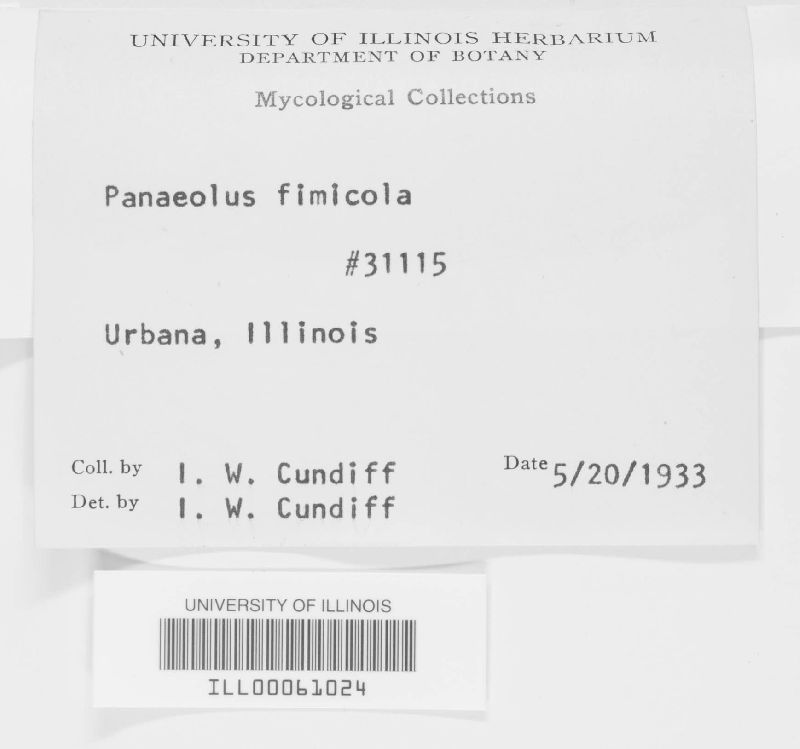 UNIVERSITY OF ILLINOIS HERBARIUM
DEPARTMENT OF BOTANY
Mycological Collections
Panaeolus fimicola
#31115
Urbana, Illinois
Coll. by I. W. Cundiff Date 5/20/1933
Det. by I. W. Cundiff
UNIVERSITY OF ILLINOIS
ILL00061024